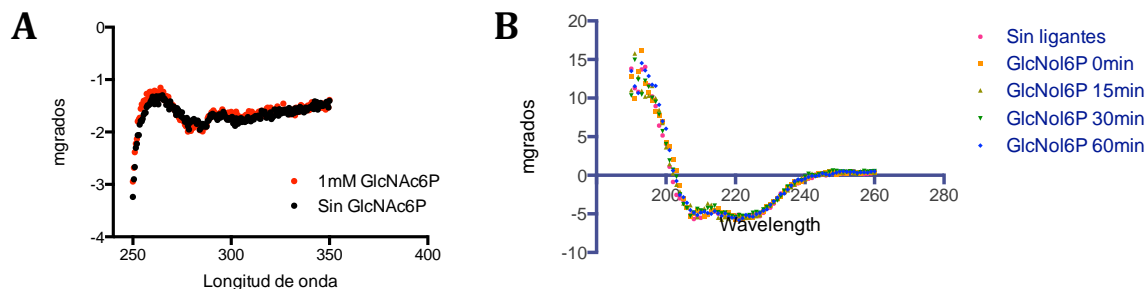 A
mgrados
0
-1
-2
-3
-4
250
300
350
400
Longitud de onda
1mM GlcNAc6P
Sin GlcNAc6P
B
mgrados
20
15
10
5
0
-5
-10
200
220
240
260
280
Wavelength
Sin ligantes
GlcNol6P 0min
GlcNol6P 15min
GlcNol6P 30min
GlcNol6P 60min